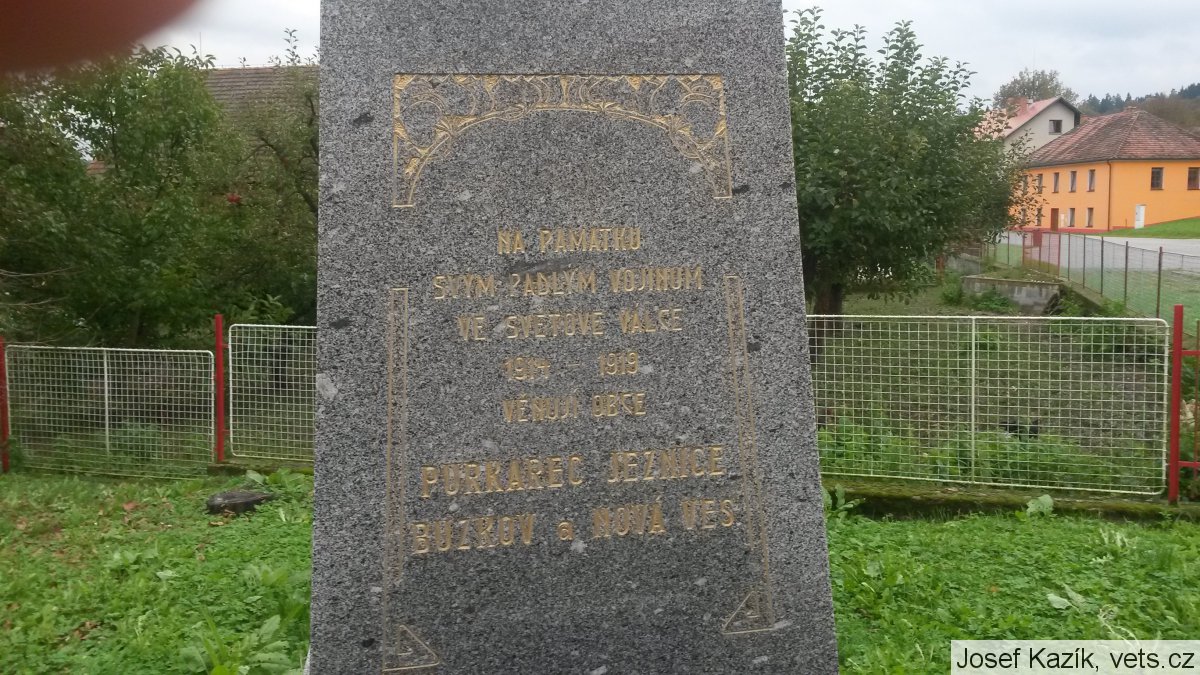 NA PAMÁTKU
SVÝM PADLÝM VOJÍNŮM
VE SVĚTOVÉ VÁLCE
1914 – 1919
VĚNUJÍ OBCE
PURKAREC JEZNICE
BUZKOV a NOVÁ VES
Josef Kazík, vets.cz